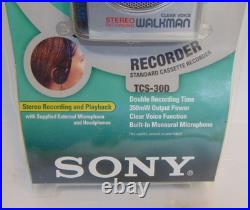 CLEAR VOICE
STEREO
WALKMAN
RECORDER
STANDARD CASSETTE RECORDER
TCS-30D
Stereo Recording and Playback
with Supplied External Microphone
and Headphones
Double Recording Time
350mW Output Power
Clear Voice Function
Built-In Monaural Microphone
SONY